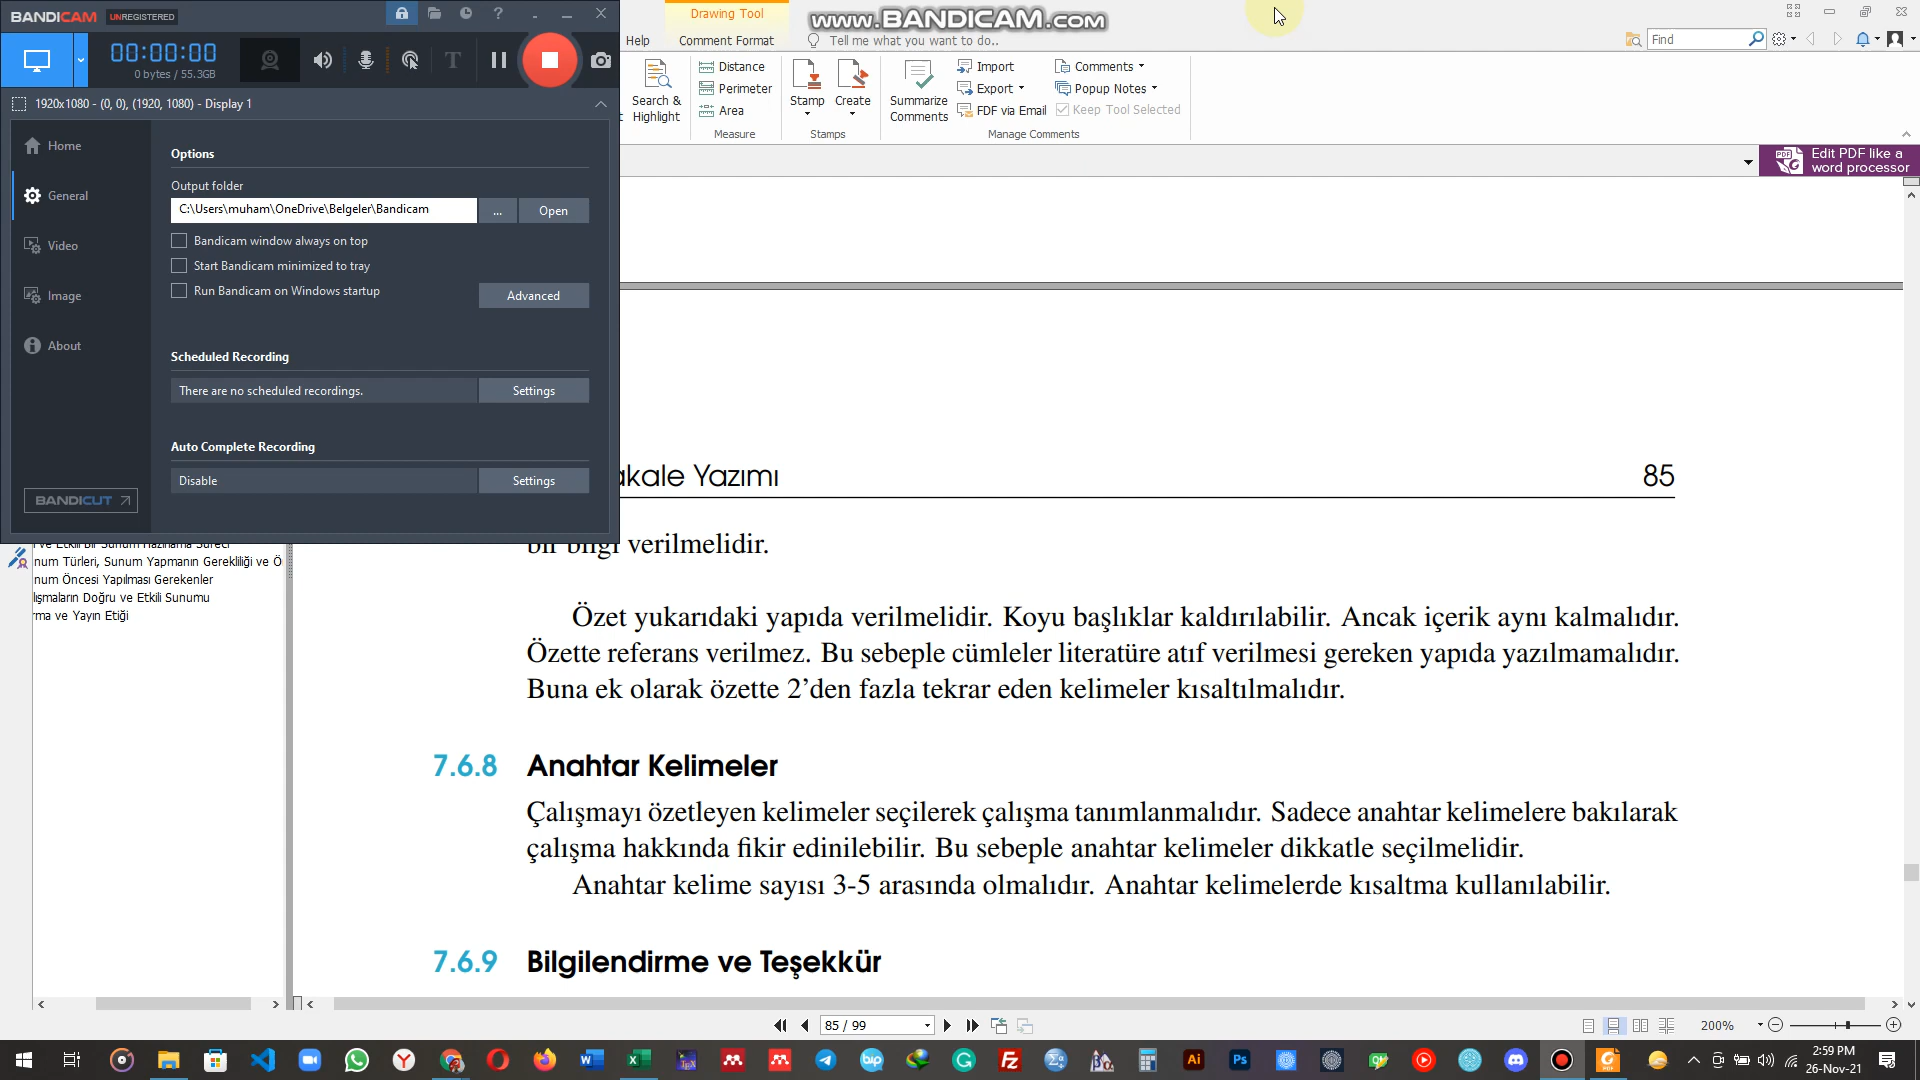 BANDICAM UNREGISTERED
00:00:00
0 bytes / 55.3GB
1920x1080 - (0, 0), (1920, 1080) - Display 1
Home
General
Video
Image
About
BANDICUT
Options
Output folder
C:\Users\muham\OneDrive\Belgeler\Bandicam
...
Open
Bandicam window always on top
Start Bandicam minimized to tray
Run Bandicam on Windows startup
Advanced
Scheduled Recording
There are no scheduled recordings.
Settings
Auto Complete Recording
Disable
Settings
Drawing Tool
www.BANDICAM.com
Help
Comment Format
Tell me what you want to do..
Find
Search & Highlight
Distance
Perimeter
Area
Measure
Stamp
Create
Stamps
Summarize Comments
Import
Export
FDF via Email
Comments
Popup Notes
Keep Tool Selected
Manage Comments
Edit PDF like a
word processor
num Türleri, Sunum Yapmanın Gerekliliği ve Ö
num Öncesi Yapılması Gerekenler
lışmaların Doğru ve Etkili Sunumu
rma ve Yayın Etiği
akale Yazımı 85
bir bilgi verilmelidir.
Özet yukarıdaki yapıda verilmelidir. Koyu başlıklar kaldırılabilir. Ancak içerik aynı kalmalıdır.
Özette referans verilmez. Bu sebeple cümleler literatüre atıf verilmesi gereken yapıda yazılmamalıdır.
Buna ek olarak özette 2’den fazla tekrar eden kelimeler kısaltılmalıdır.
7.6.8 Anahtar Kelimeler
Çalışmayı özetleyen kelimeler seçilerek çalışma tanımlanmalıdır. Sadece anahtar kelimelere bakılarak
çalışma hakkında fikir edinilebilir. Bu sebeple anahtar kelimeler dikkatle seçilmelidir.
Anahtar kelime sayısı 3-5 arasında olmalıdır. Anahtar kelimelerde kısaltma kullanılabilir.
7.6.9 Bilgilendirme ve Teşekkür
85 / 99
200%
2:59 PM
26-Nov-21